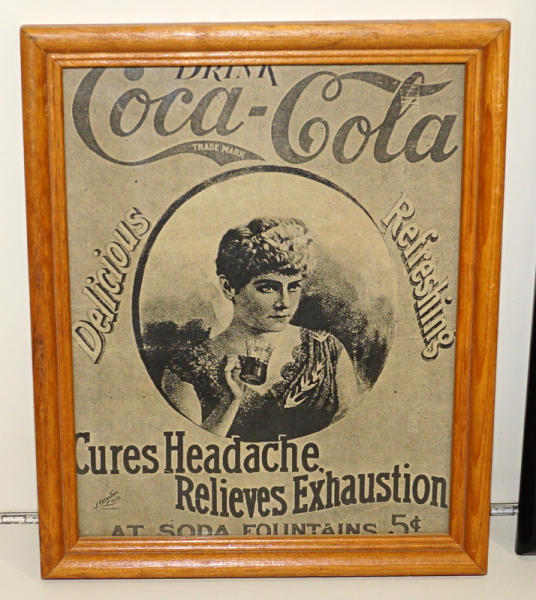 DRINK
Coca-Cola
TRADE MARK
Delicious
Refreshing
Cures Headache.
Relieves Exhaustion
AT SODA FOUNTAINS 5¢